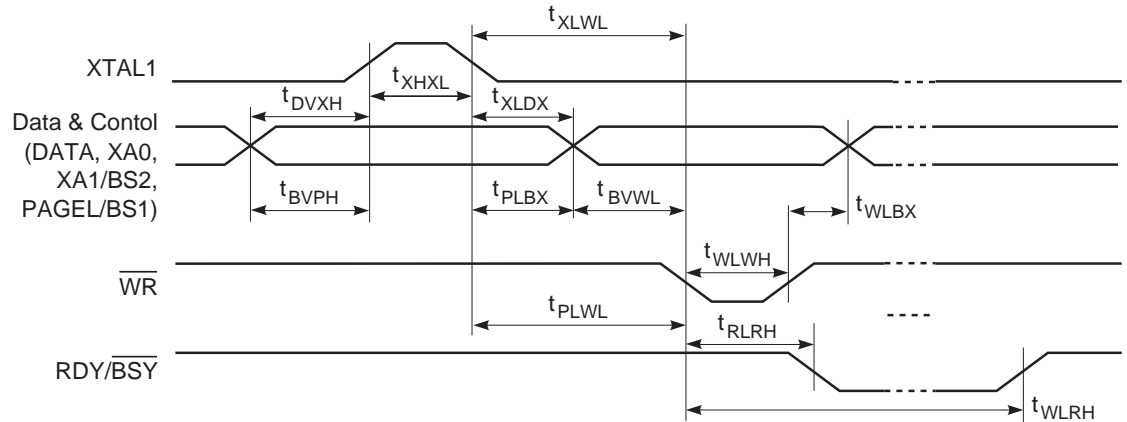 tXLWL
XTAL1
tXHXL
tDVXH
tXLDX
Data & Contol
(DATA, XA0,
XA1/BS2,
PAGEL/BS1)
tBVPH
tPLBX
tBVWL
tWLBX
tWLWH
WR
tPLWL
tRLRH
RDY/BSY
tWLRH